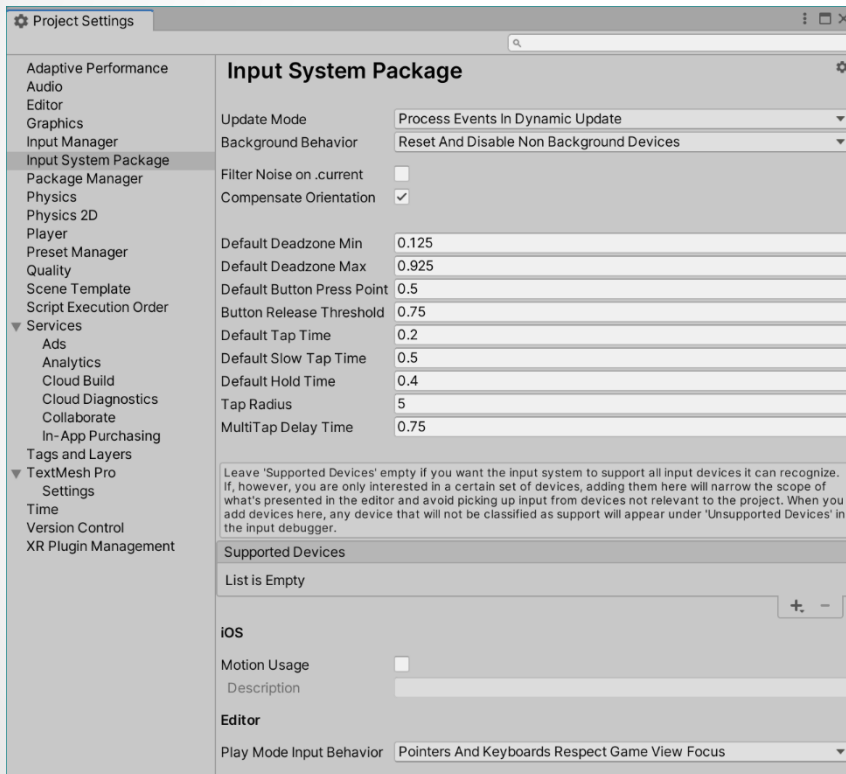 Project Settings
Adaptive Performance
Audio
Editor
Graphics
Input Manager
Input System Package
Package Manager
Physics
Physics 2D
Player
Preset Manager
Quality
Scene Template
Script Execution Order
Services
Ads
Analytics
Cloud Build
Cloud Diagnostics
Collaborate
In-App Purchasing
Tags and Layers
TextMesh Pro
Settings
Time
Version Control
XR Plugin Management
Input System Package
Update Mode Process Events In Dynamic Update
Background Behavior Reset And Disable Non Background Devices
Filter Noise on .current
Compensate Orientation
Default Deadzone Min 0.125
Default Deadzone Max 0.925
Default Button Press Point 0.5
Button Release Threshold 0.75
Default Tap Time 0.2
Default Slow Tap Time 0.5
Default Hold Time 0.4
Tap Radius 5
MultiTap Delay Time 0.75
Leave 'Supported Devices' empty if you want the input system to support all input devices it can recognize.
If, however, you are only interested in a certain set of devices, adding them here will narrow the scope of
what's presented in the editor and avoid picking up input from devices not relevant to the project. When you
add devices here, any device that will not be classified as support will appear under 'Unsupported Devices' in
the input debugger.
Supported Devices
List is Empty
iOS
Motion Usage
Description
Editor
Play Mode Input Behavior Pointers And Keyboards Respect Game View Focus